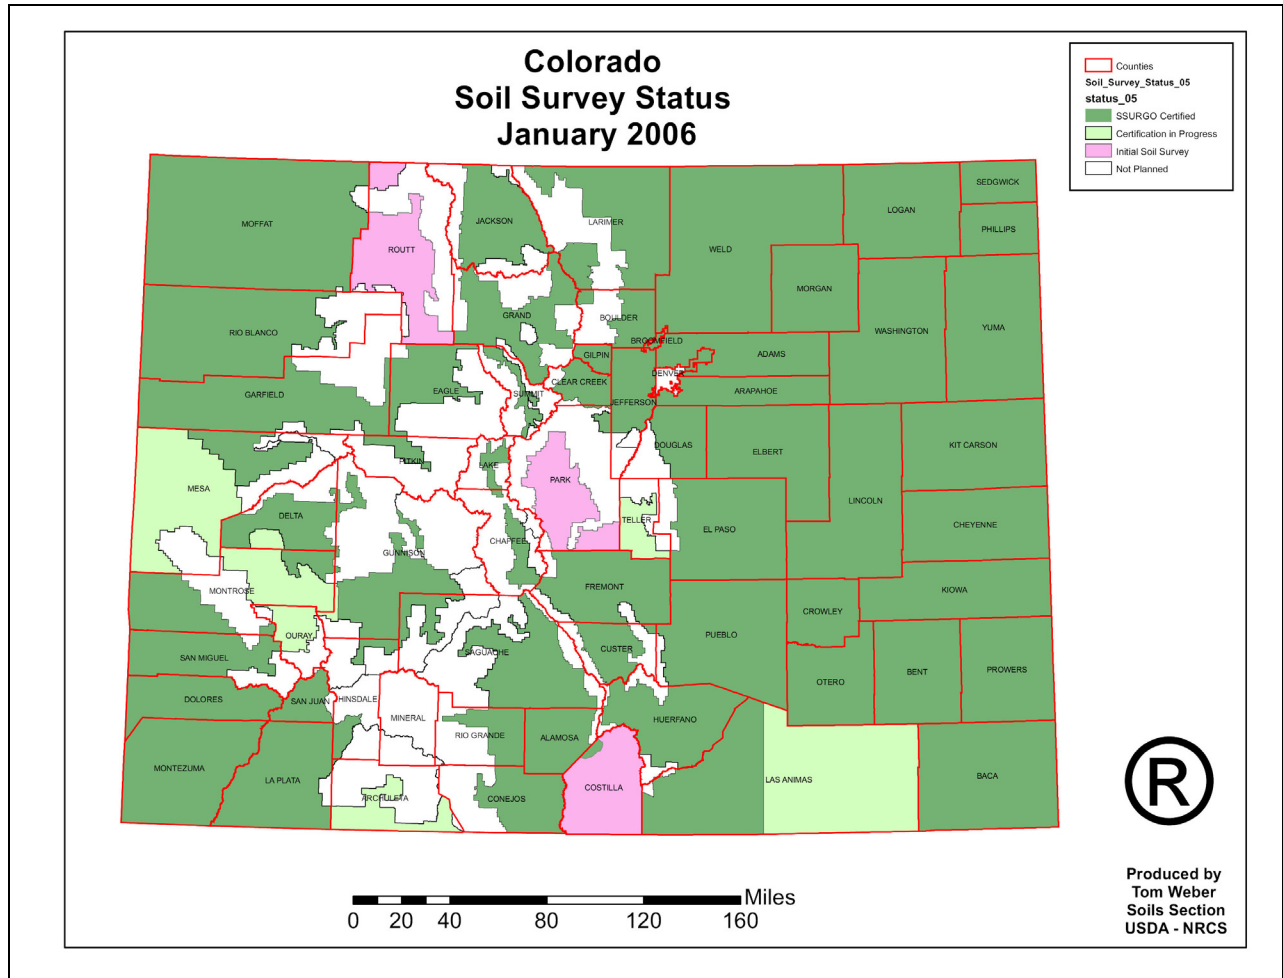 Colorado
Soil Survey Status
January 2006
Counties
Soil_Survey_Status_05
status_05
SSURGO Certified
Certification in Progress
Initial Soil Survey
Not Planned
SEDGWICK
LOGAN
PHILLIPS
MOFFAT
JACKSON
LARIMER
ROUTT
WELD
MORGAN
GRAND
BOULDER
WASHINGTON
YUMA
RIO BLANCO
BROOMFIELD
GILPIN
ADAMS
DENVER
CLEAR CREEK
EAGLE
SUMMIT
GARFIELD
JEFFERSON
ARAPAHOE
DOUGLAS
ELBERT
KIT CARSON
PITKIN
LAKE
MESA
PARK
LINCOLN
DELTA
TELLER
EL PASO
CHEYENNE
GUNNISON
CHAFFEE
MONTROSE
FREMONT
KIOWA
CROWLEY
OURAY
PUEBLO
SAGUACHE
CUSTER
SAN MIGUEL
BENT
PROWERS
OTERO
DOLORES
SAN JUAN
HINSDALE
MINERAL
HUERFANO
RIO GRANDE
ALAMOSA
MONTEZUMA
LA PLATA
LAS ANIMAS
BACA
COSTILLA
ARCHULETA
CONEJOS
R
Produced by
Tom Weber
Soils Section
USDA - NRCS
Miles
0 20 40 80 120 160